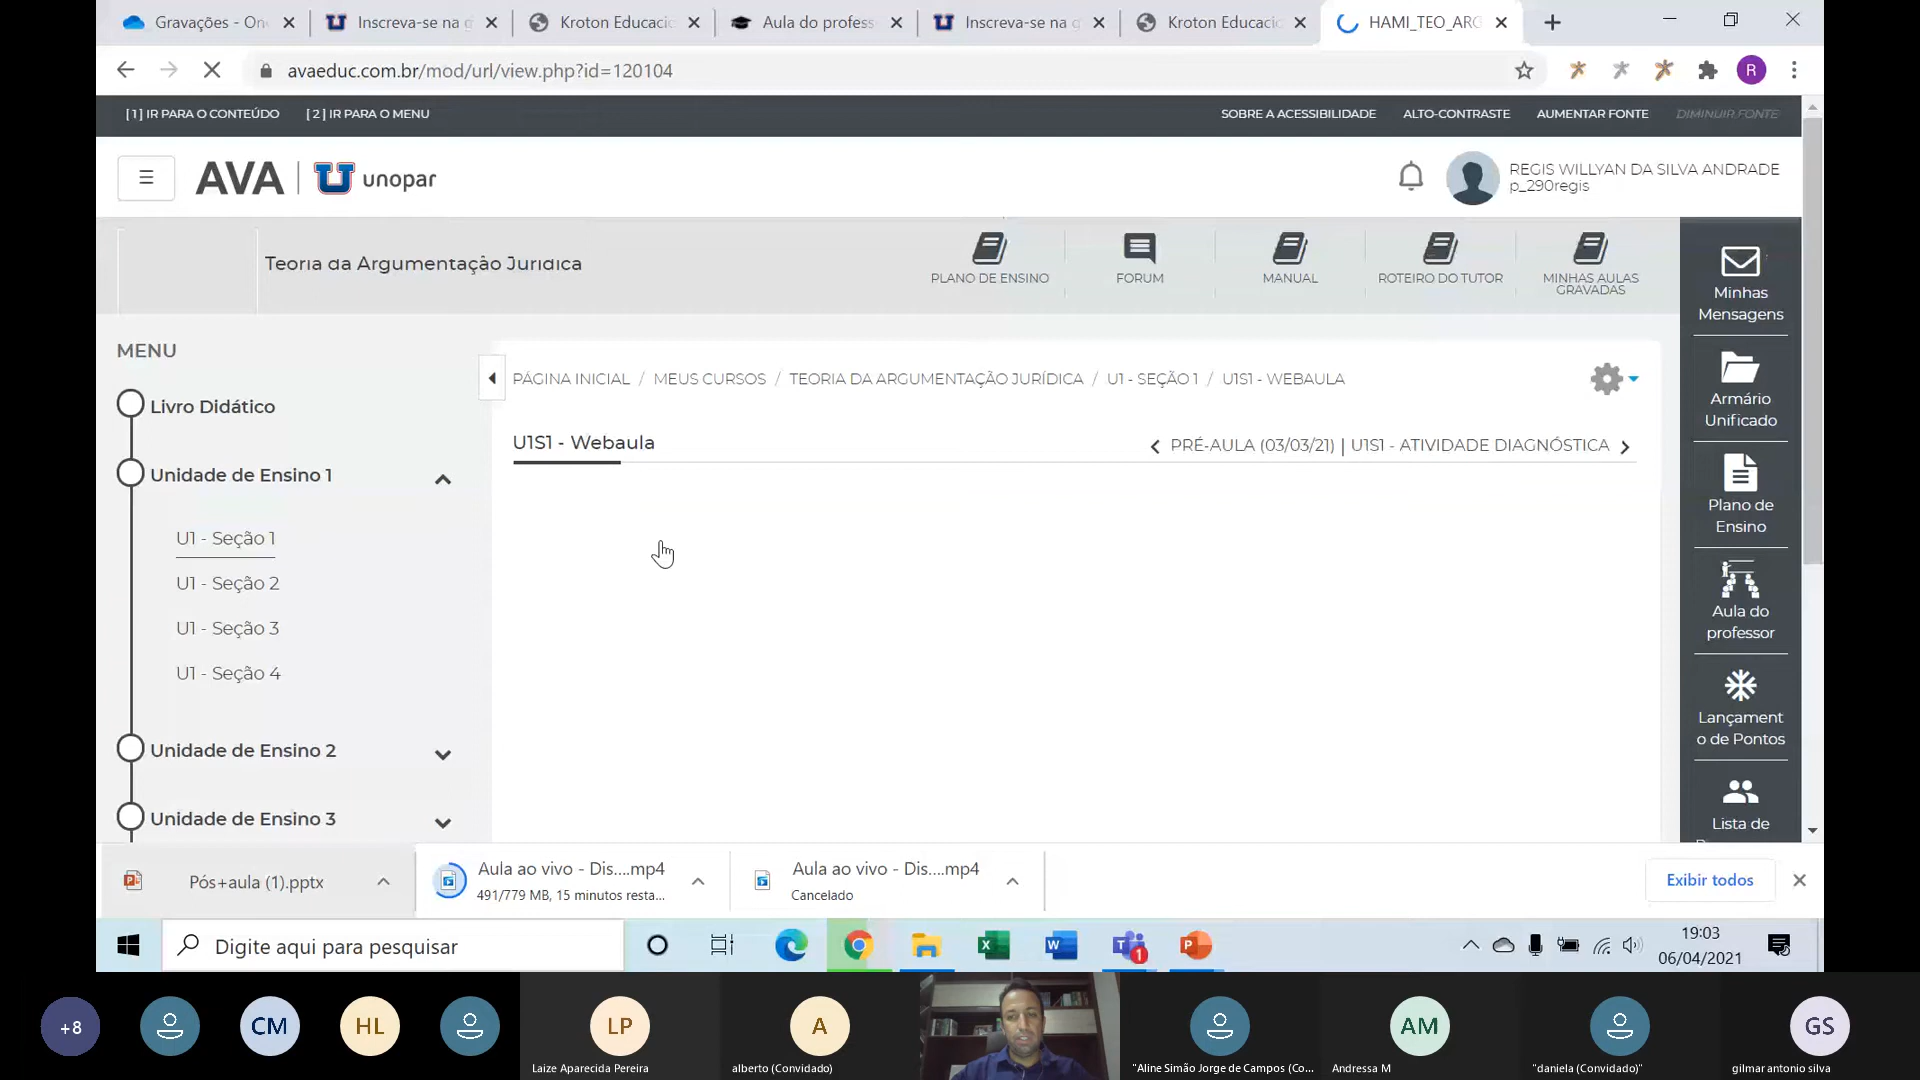 Gravações - On
Inscreva-se na g
Kroton Educacio
Aula do profess
Inscreva-se na g
Kroton Educacio
HAMI_TEO_ARG
avaeduc.com.br/mod/url/view.php?id=120104
R
[ 1 ] IR PARA O CONTEÚDO
[ 2 ] IR PARA O MENU
SOBRE A ACESSIBILIDADE
ALTO-CONTRASTE
AUMENTAR FONTE
DIMINUIR FONTE
AVA
unopar
REGIS WILLYAN DA SILVA ANDRADE
p_290regis
Teoria da Argumentação Jurídica
PLANO DE ENSINO
FORUM
MANUAL
ROTEIRO DO TUTOR
MINHAS AULAS
GRAVADAS
MENU
Livro Didático
Unidade de Ensino 1
U1 - Seção 1
U1 - Seção 2
U1 - Seção 3
U1 - Seção 4
Unidade de Ensino 2
Unidade de Ensino 3
PÁGINA INICIAL / MEUS CURSOS / TEORIA DA ARGUMENTAÇÃO JURÍDICA / U1 - SEÇÃO 1 / U1S1 - WEBAULA
U1S1 - Webaula
PRÉ-AULA (03/03/21) | U1S1 - ATIVIDADE DIAGNÓSTICA
Minhas
Mensagens
Armário
Unificado
Plano de
Ensino
Aula do
professor
Lançament
o de Pontos
Lista de
Pós+aula (1).pptx
Aula ao vivo - Dis....mp4
491/779 MB, 15 minutos resta...
Aula ao vivo - Dis....mp4
Cancelado
Exibir todos
Digite aqui para pesquisar
1
19:03
06/04/2021
+8
CM
HL
LP
Laize Aparecida Pereira
A
alberto (Convidado)
"Aline Simão Jorge de Campos (Co...
AM
Andressa M
"daniela (Convidado)"
GS
gilmar antonio silva